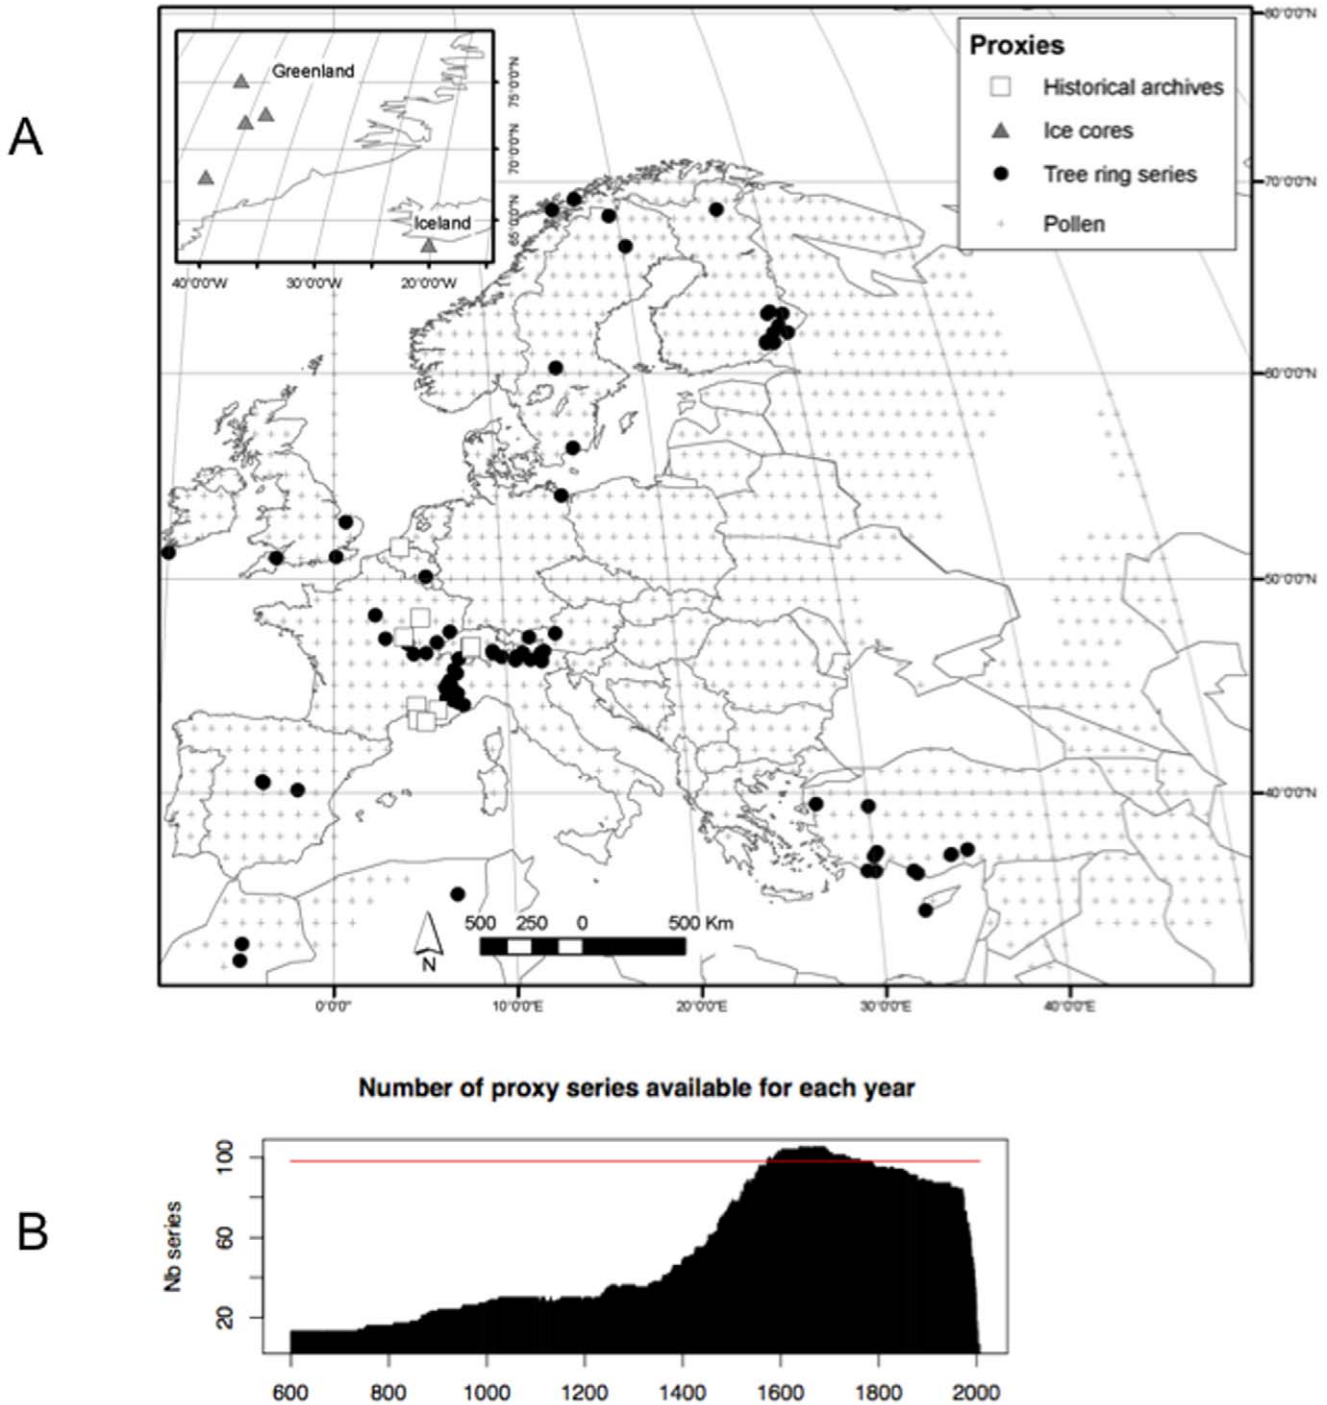 A
Greenland
Iceland
75°0'0"N
70°0'0"N
65°0'0"N
40°0'0"W
30°0'0"W
20°0'0"W
Proxies
Historical archives
Ice cores
Tree ring series
Pollen
80°0'0"N
70°0'0"N
60°0'0"N
50°0'0"N
40°0'0"N
N
500 250 0 500 Km
0°0'0"
10°0'0"E
20°0'0"E
30°0'0"E
40°0'0"E
B
Number of proxy series available for each year
Nb series
100
60
20
600 800 1000 1200 1400 1600 1800 2000